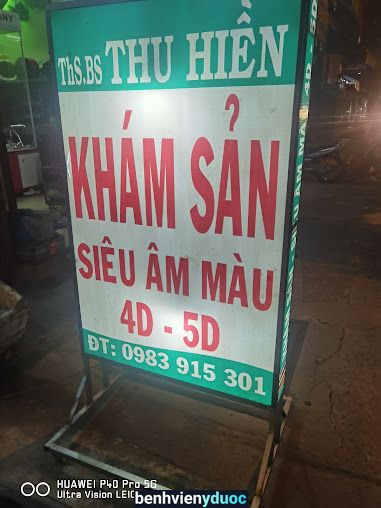 ThS.BS THU HIỀN
KHÁM SẢN
SIÊU ÂM MÀU
4D - 5D
ĐT: 0983 915 301
HUAWEI P40 Pro 5G
Ultra Vision LEIC
benhvienyduoc